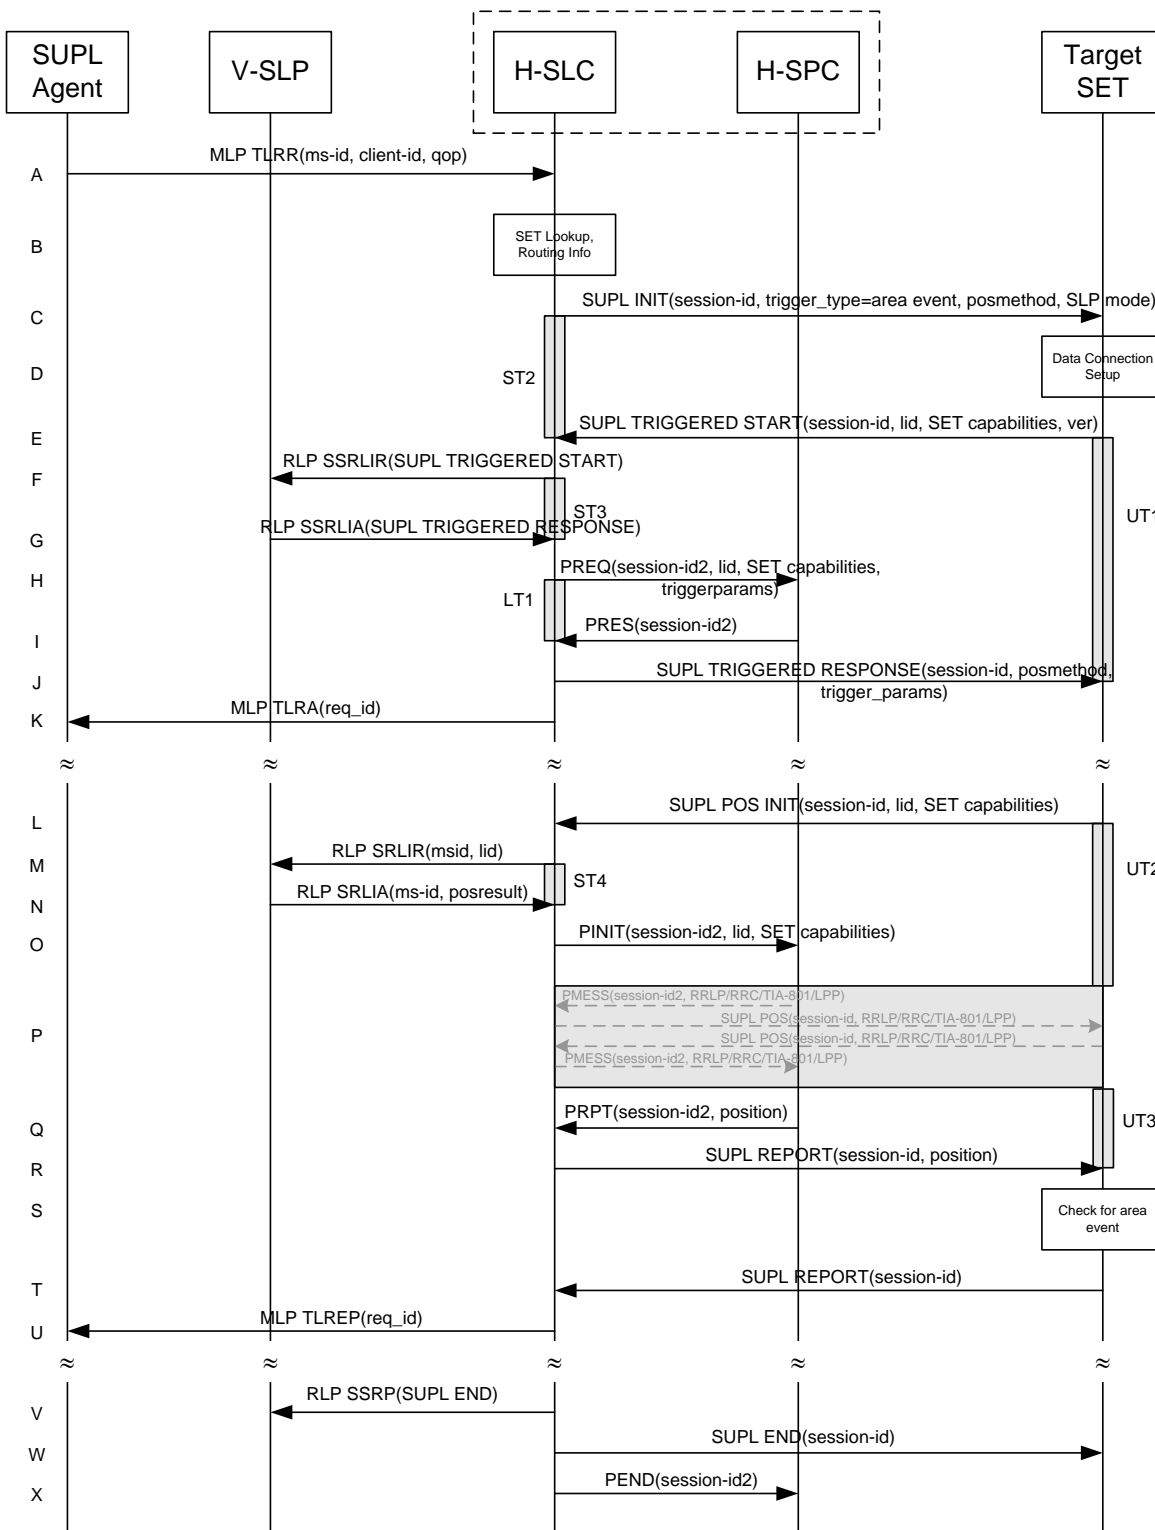 SUPL
Agent
V-SLP
H-SLC
H-SPC
Target
SET
A
MLP TLRR(ms-id, client-id, qop)
B
SET Lookup,
Routing Info
C
SUPL INIT(session-id, trigger_type=area event, posmethod, SLP mode)
D
ST2
Data Connection
Setup
E
SUPL TRIGGERED START(session-id, lid, SET capabilities, ver)
F
RLP SSRLIR(SUPL TRIGGERED START)
ST3
UT1
G
RLP SSRLIA(SUPL TRIGGERED RESPONSE)
H
PREQ(session-id2, lid, SET capabilities,
triggerparams)
LT1
I
PRES(session-id2)
J
SUPL TRIGGERED RESPONSE(session-id, posmethod,
trigger_params)
K
MLP TLRA(req_id)
≈ ≈ ≈ ≈ ≈
L
SUPL POS INIT(session-id, lid, SET capabilities)
M
RLP SRLIR(msid, lid)
ST4
UT2
N
RLP SRLIA(ms-id, posresult)
O
PINIT(session-id2, lid, SET capabilities)
PMESS(session-id2, RRLP/RRC/TIA-801/LPP)
SUPL POS(session-id, RRLP/RRC/TIA-801/LPP)
P
SUPL POS(session-id, RRLP/RRC/TIA-801/LPP)
PMESS(session-id2, RRLP/RRC/TIA-801/LPP)
Q
PRPT(session-id2, position)
UT3
R
SUPL REPORT(session-id, position)
S
Check for area
event
T
SUPL REPORT(session-id)
U
MLP TLREP(req_id)
≈ ≈ ≈ ≈ ≈
V
RLP SSRP(SUPL END)
W
SUPL END(session-id)
X
PEND(session-id2)